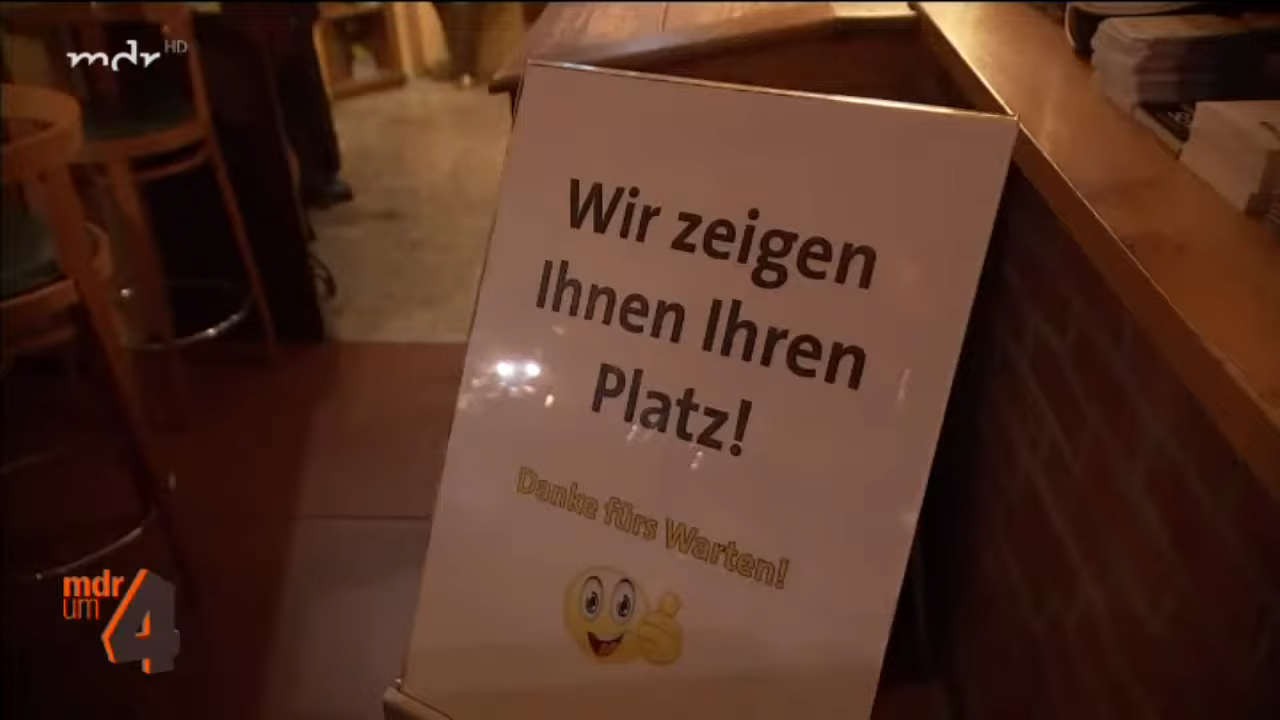 mdr HD
Wir zeigen
Ihnen Ihren
Platz!
Danke fürs Warten!
mdr
um
4